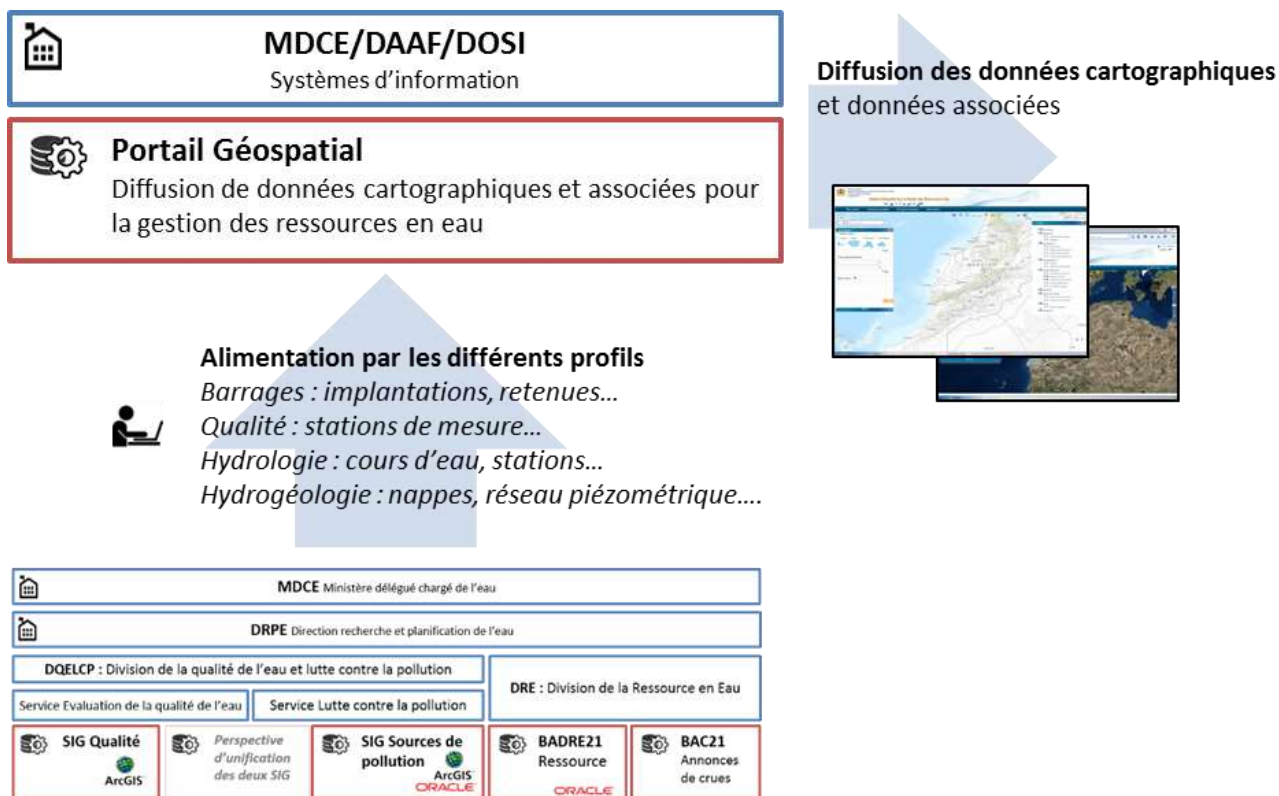 MDCE/DAAF/DOSI
Systèmes d'information
Portail Géospatial
Diffusion de données cartographiques et associées pour
la gestion des ressources en eau
Diffusion des données cartographiques
et données associées
Alimentation par les différents profils
Barrages : implantations, retenues…
Qualité : stations de mesure…
Hydrologie : cours d'eau, stations…
Hydrogéologie : nappes, réseau piézométrique….
MDCE Ministère délégué chargé de l'eau
DRPE Direction recherche et planification de l'eau
DQELCP : Division de la qualité de l'eau et lutte contre la pollution
Service Evaluation de la qualité de l'eau
Service Lutte contre la pollution
DRE : Division de la Ressource en Eau
SIG Qualité
ArcGIS
Perspective
d'unification
des deux SIG
SIG Sources de
pollution
ArcGIS
ORACLE
BADRE21
Ressource
ORACLE
BAC21
Annonces
de crues